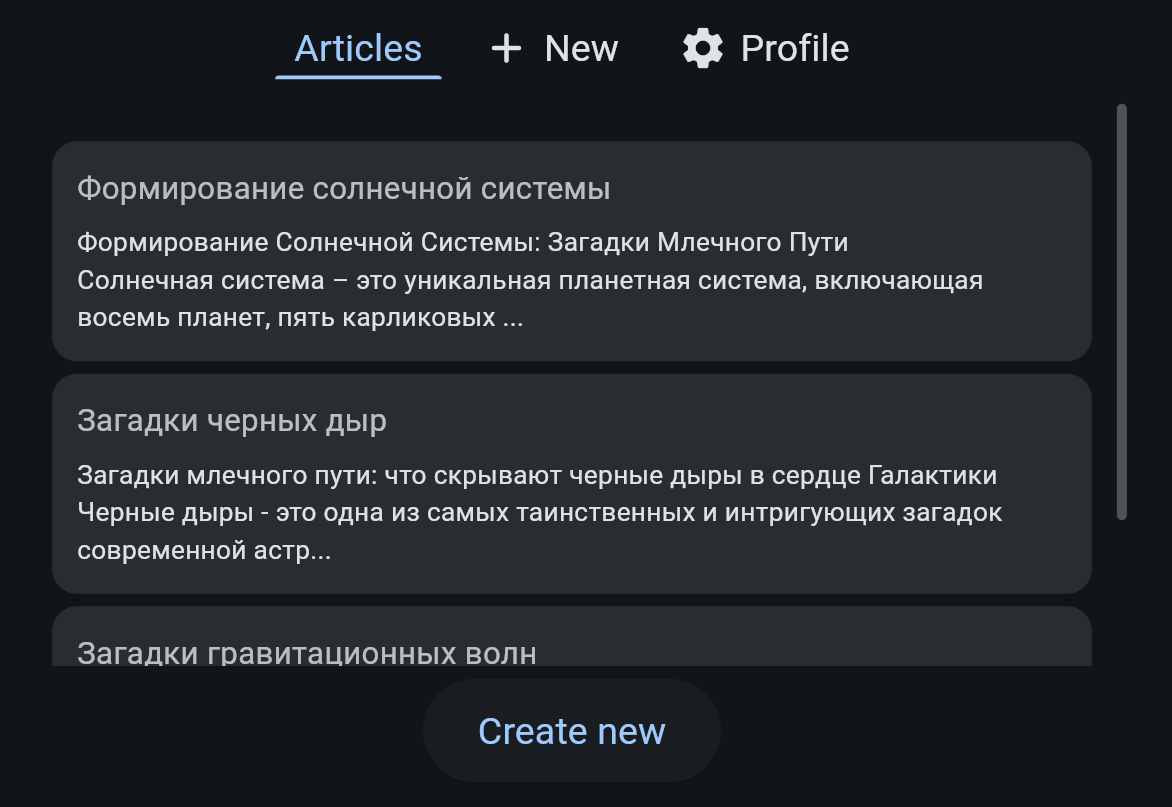 Articles
New
Profile
Формирование солнечной системы
Формирование Солнечной Системы: Загадки Млечного Пути
Солнечная система – это уникальная планетная система, включающая
восемь планет, пять карликовых ...
Загадки черных дыр
Загадки млечного пути: что скрывают черные дыры в сердце Галактики
Черные дыры - это одна из самых таинственных и интригующих загадок
современной астр...
Загадки гравитационных волн
Create new